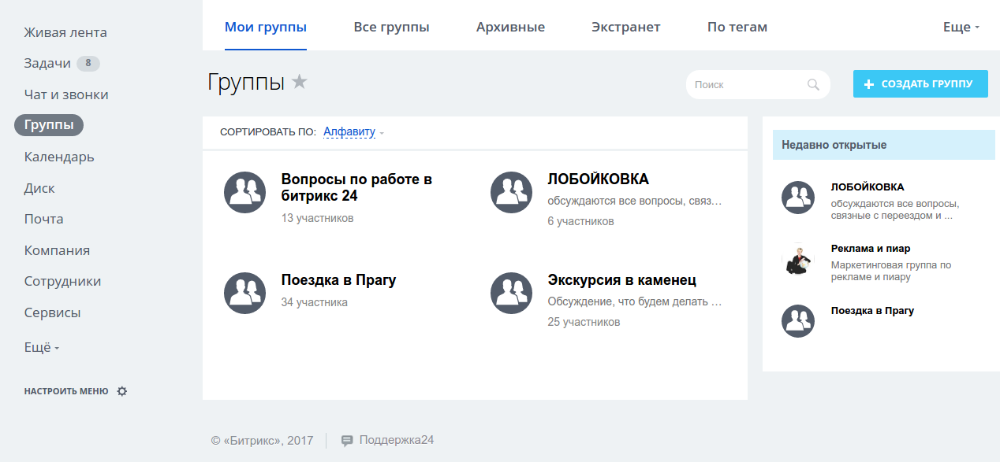 Живая лента
Задачи 8
Чат и звонки
Группы
Календарь
Диск
Почта
Компания
Сотрудники
Сервисы
Ещё
НАСТРОИТЬ МЕНЮ
Мои группы Все группы Архивные Экстранет По тегам Еще
Группы
Поиск
+ СОЗДАТЬ ГРУППУ
СОРТИРОВАТЬ ПО: Алфавиту
Вопросы по работе в
битрикс 24
13 участников
ЛОБОЙКОВКА
обсуждаются все вопросы, связ...
6 участников
Поездка в Прагу
34 участника
Экскурсия в каменец
Обсуждение, что будем делать ...
25 участников
Недавно открытые
ЛОБОЙКОВКА
обсуждаются все вопросы,
связные с переездом и ...
Реклама и пиар
Маркетинговая группа по
рекламе и пиару
Поездка в Прагу
© «Битрикс», 2017
Поддержка24